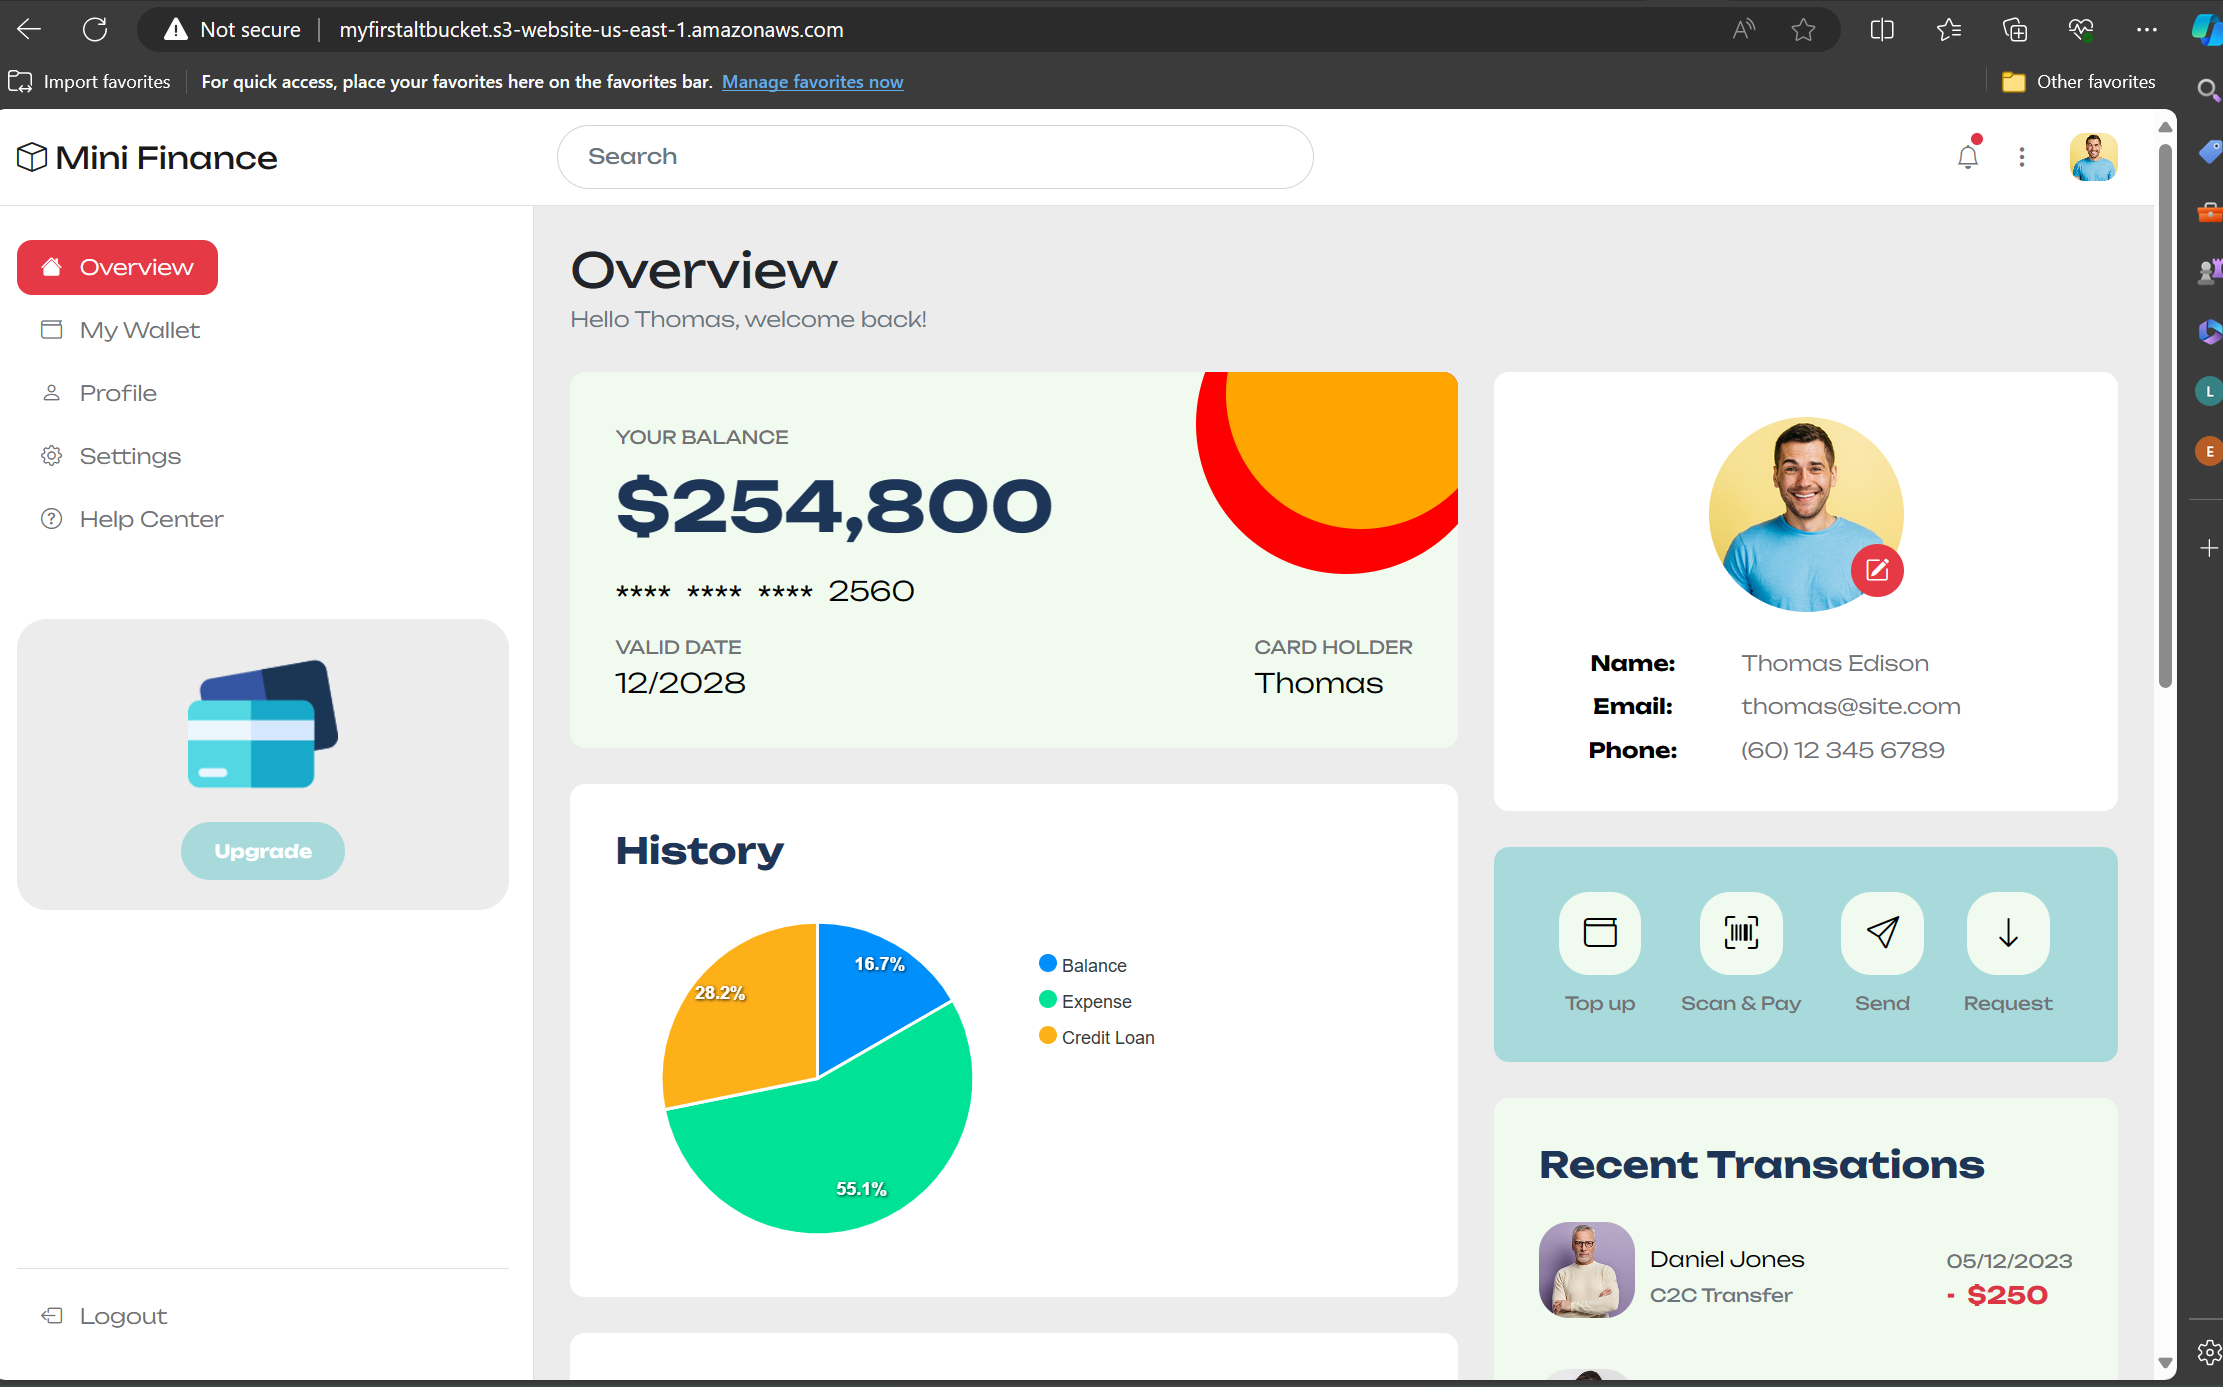 Not secure
myfirstaltbucket.s3-website-us-east-1.amazonaws.com
Import favorites
For quick access, place your favorites here on the favorites bar. Manage favorites now
Other favorites
Mini Finance
Search
Overview
My Wallet
Profile
Settings
Help Center
Upgrade
Logout
Overview
Hello Thomas, welcome back!
YOUR BALANCE
$254,800
**** **** **** 2560
VALID DATE
12/2028
CARD HOLDER
Thomas
History
16.7%
28.2%
55.1%
Balance
Expense
Credit Loan
Name: Thomas Edison
Email: thomas@site.com
Phone: (60) 12 345 6789
Top up
Scan & Pay
Send
Request
Recent Transations
Daniel Jones
C2C Transfer
05/12/2023
- $250
L
E